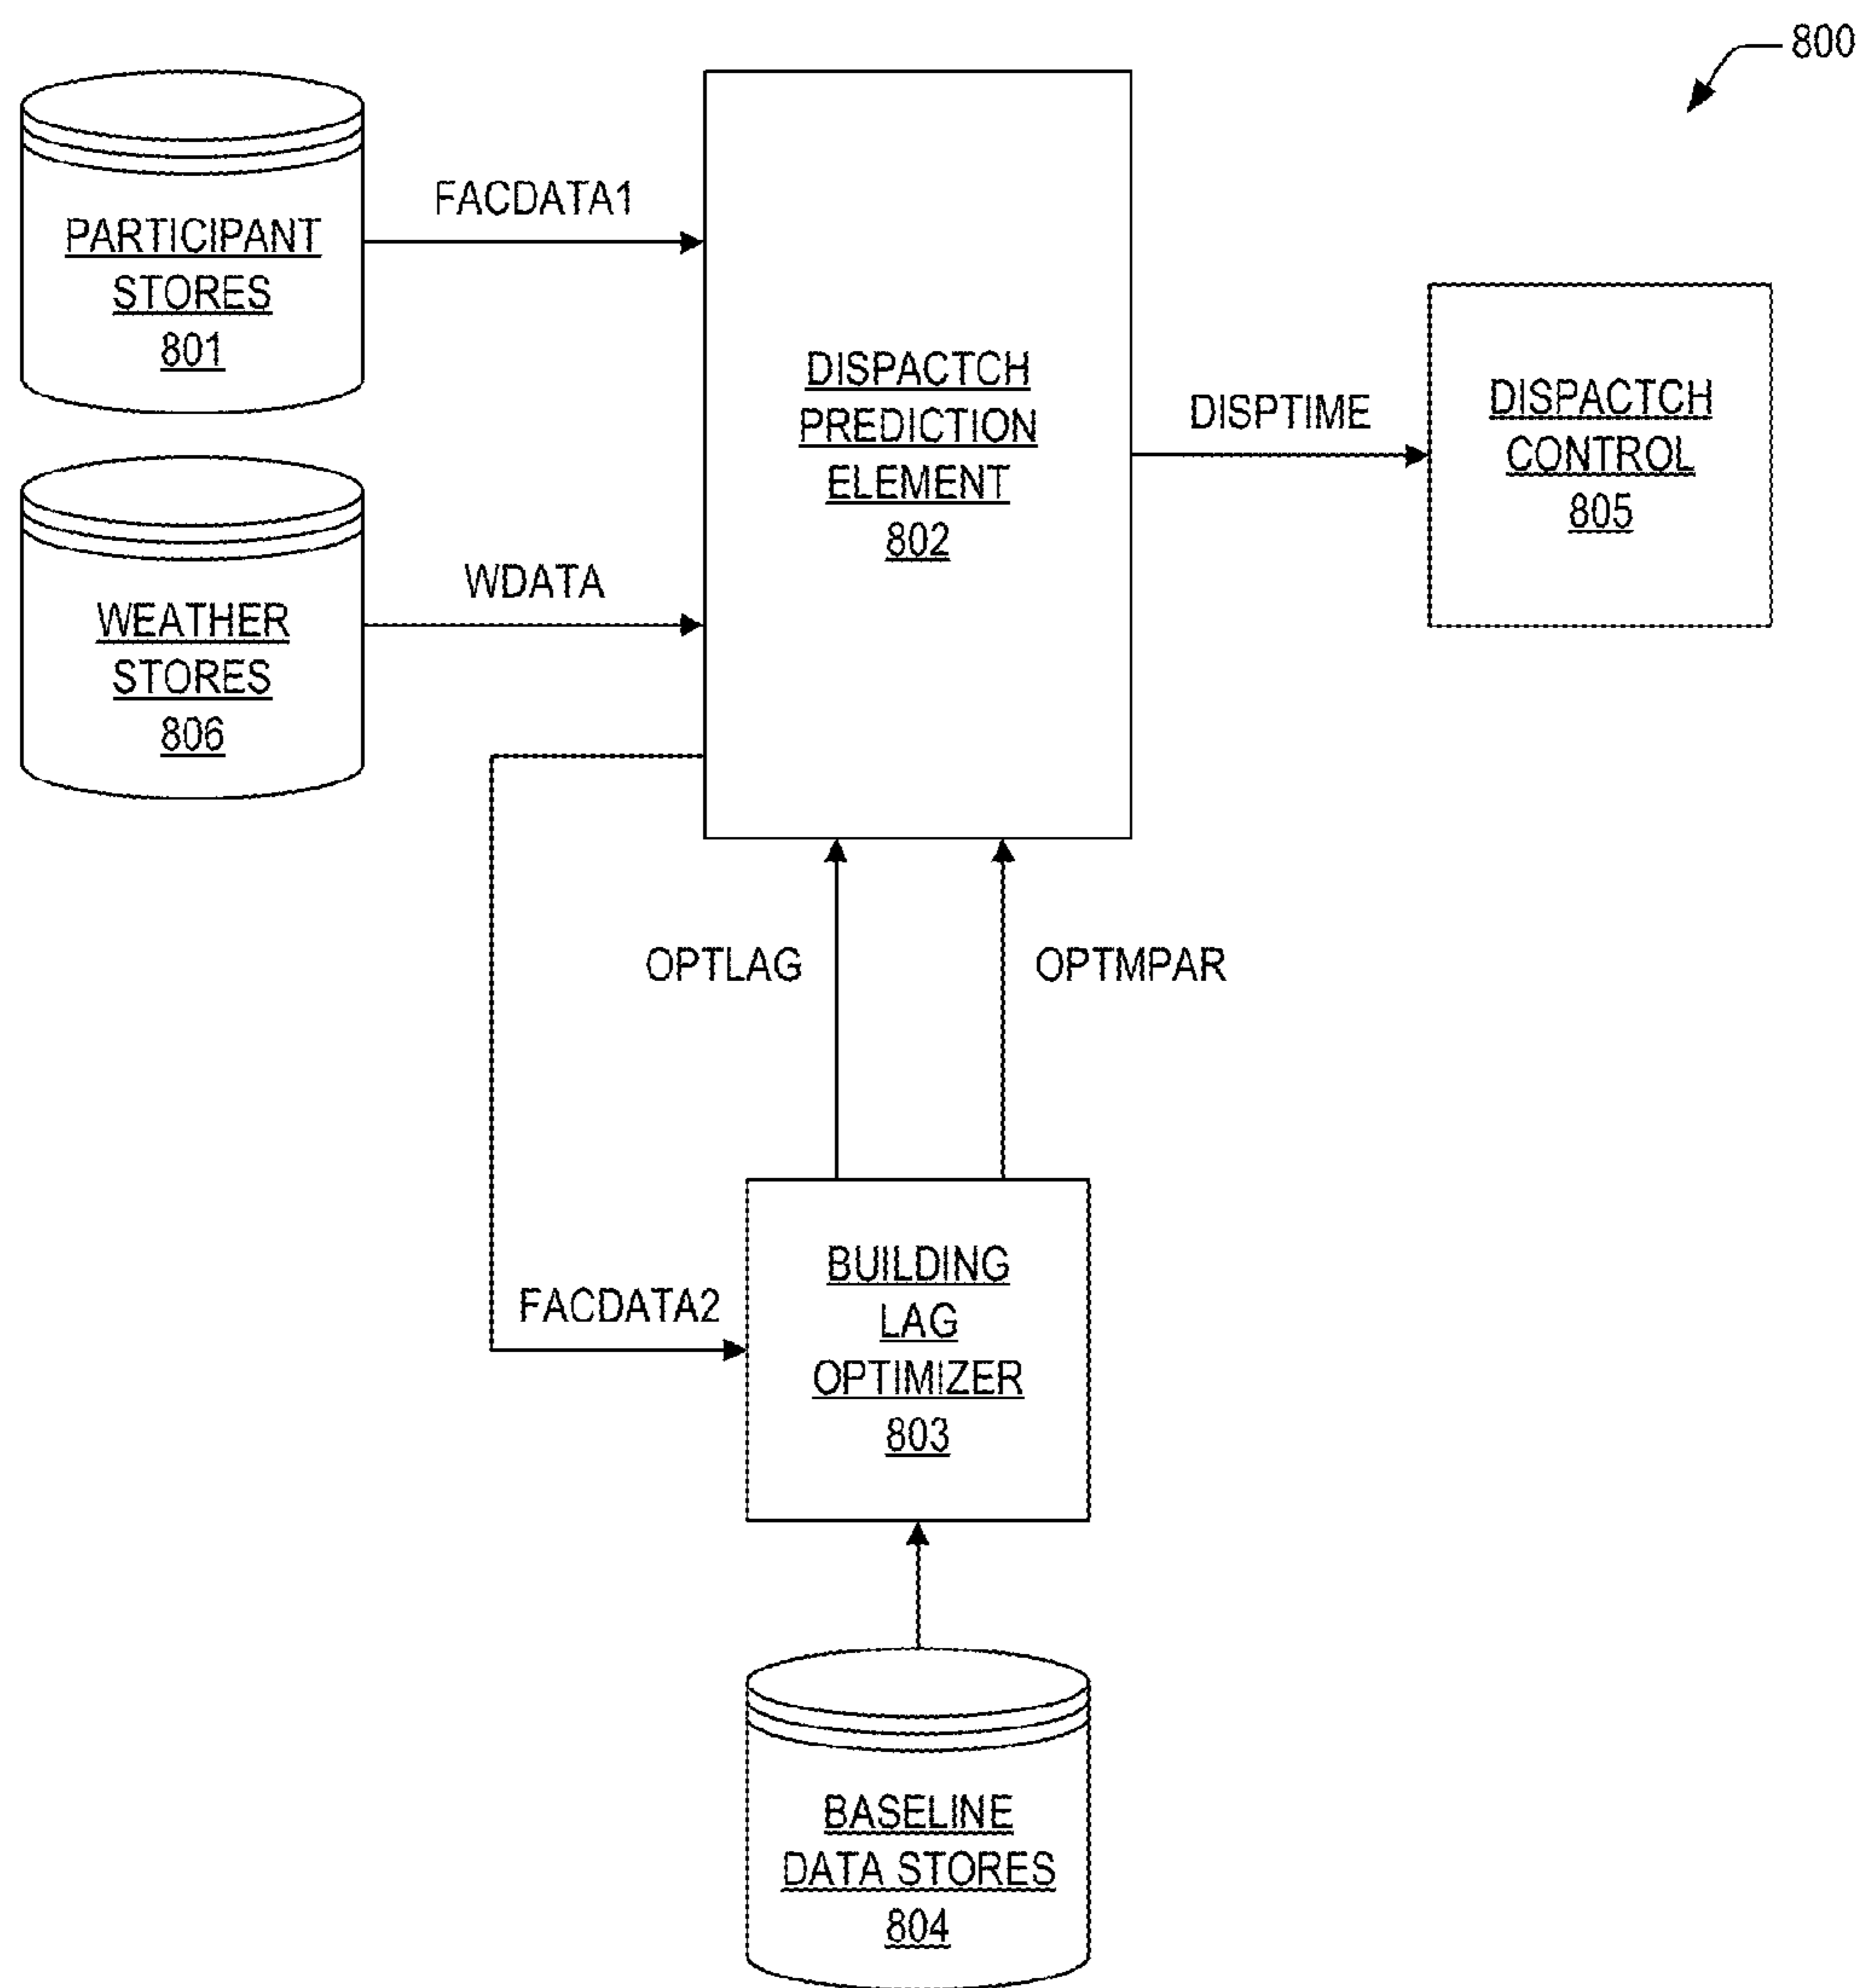 800
PARTICIPANT
STORES
801
FACDATA1
DISPACTCH
PREDICTION
ELEMENT
802
DISPTIME
DISPACTCH
CONTROL
805
WEATHER
STORES
806
WDATA
OPTLAG
OPTMPAR
FACDATA2
BUILDING
LAG
OPTIMIZER
803
BASELINE
DATA STORES
804